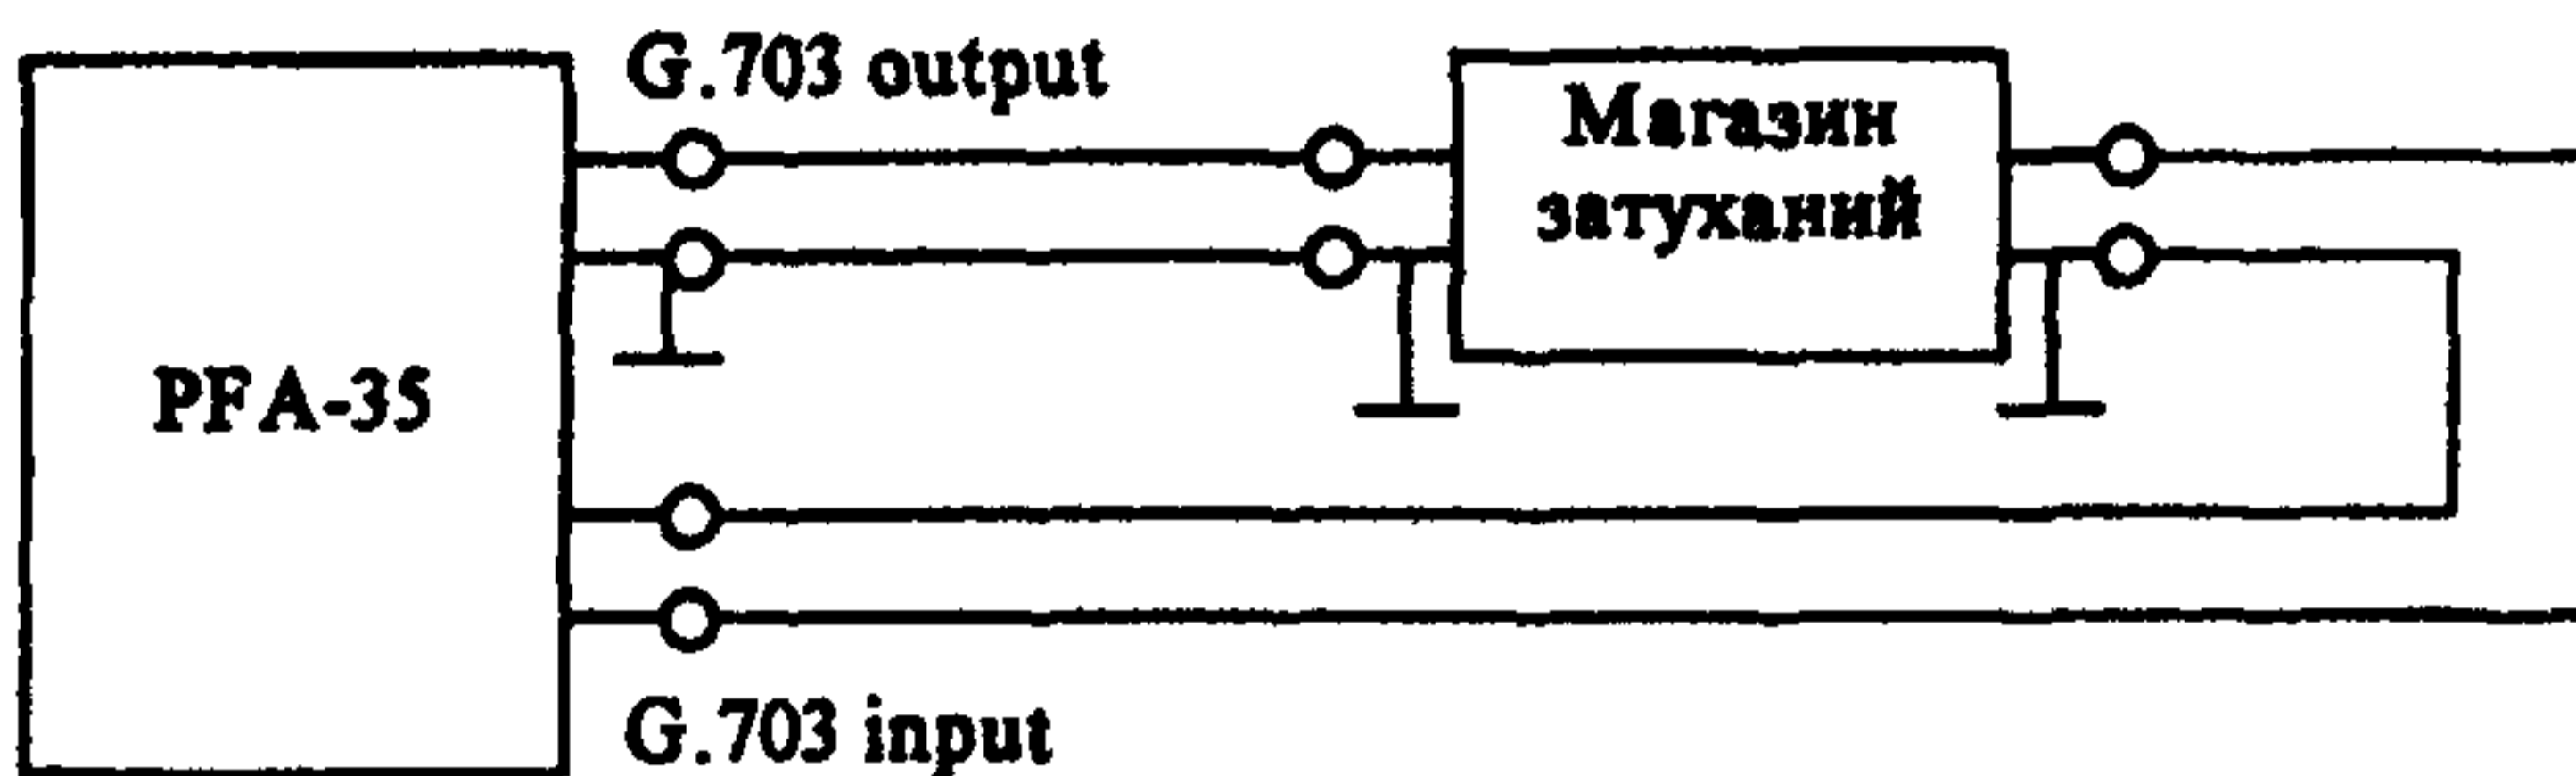 G.703 output
Магазин
затуханий
PFA-35
G.703 input